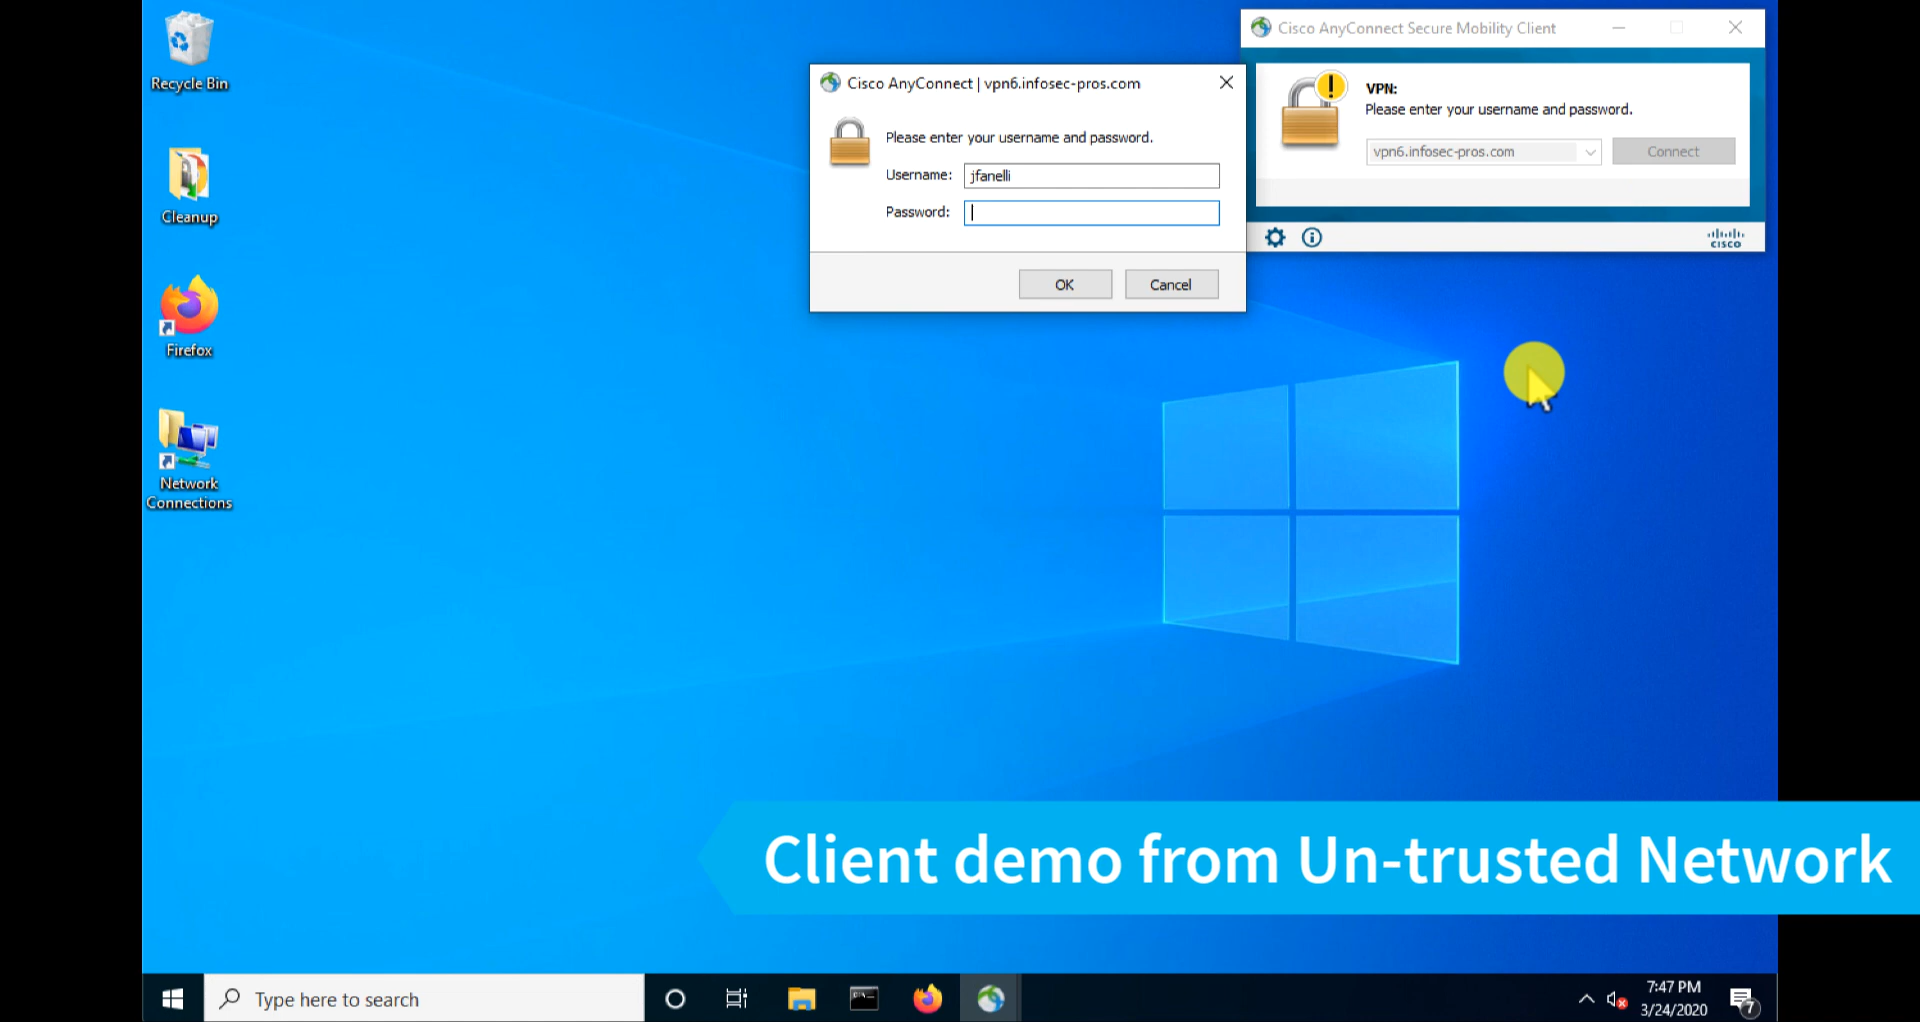 Recycle Bin
Cleanup
Firefox
Network
Connections
Cisco AnyConnect | vpn6.infosec-pros.com
Please enter your username and password.
Username: jfanelli
Password:
OK Cancel
Cisco AnyConnect Secure Mobility Client
VPN:
Please enter your username and password.
vpn6.infosec-pros.com Connect
CISCO
Client demo from Un-trusted Network
Type here to search
7:47 PM
3/24/2020
7